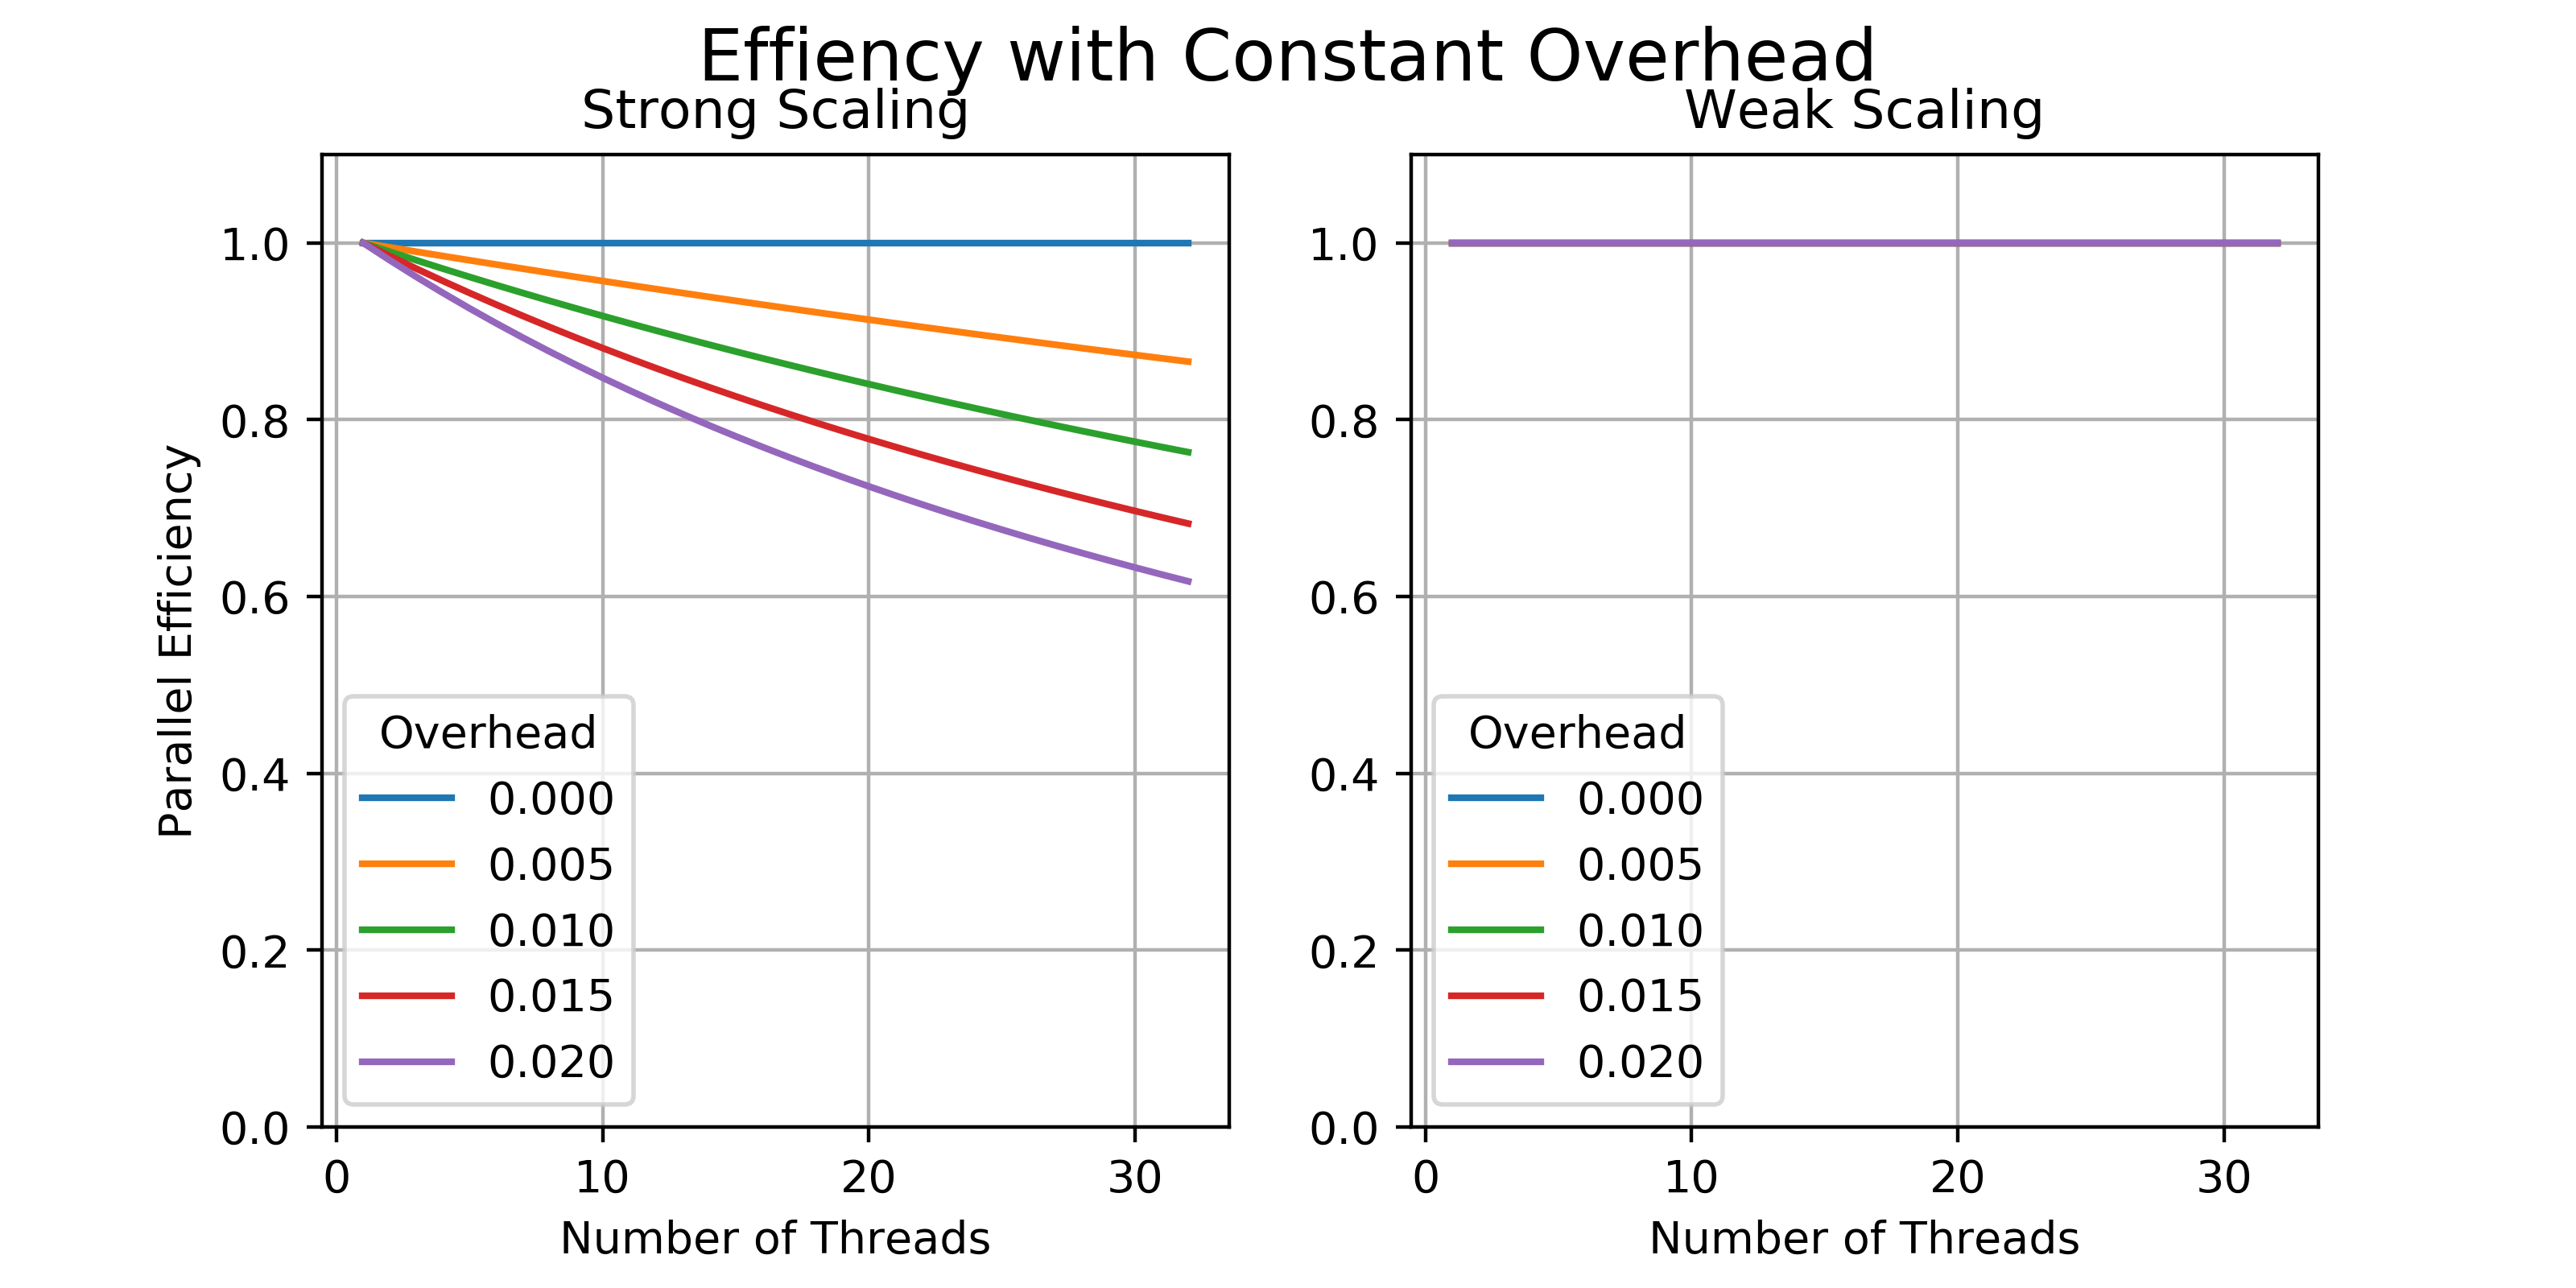 Effiency with Constant Overhead
Strong Scaling
1.0
0.8
0.6
0.4
0.2
0.0
Parallel Efficiency
Overhead
0.000
0.005
0.010
0.015
0.020
0 10 20 30
Number of Threads
Weak Scaling
1.0
0.8
0.6
0.4
0.2
0.0
Overhead
0.000
0.005
0.010
0.015
0.020
0 10 20 30
Number of Threads